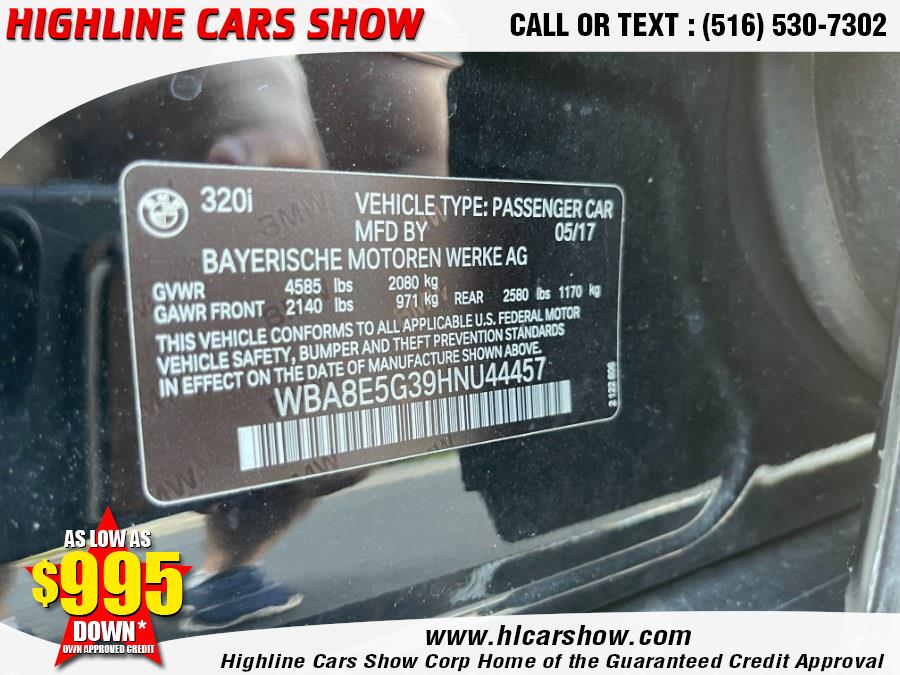 HIGHLINE CARS SHOW
CALL OR TEXT : (516) 530-7302
320i
VEHICLE TYPE: PASSENGER CAR
MFD BY 05/17
BAYERISCHE MOTOREN WERKE AG
GVWR 4585 lbs 2080 kg
GAWR FRONT 2140 lbs 971 kg REAR 2580 lbs 1170 kg
THIS VEHICLE CONFORMS TO ALL APPLICABLE U.S. FEDERAL MOTOR
VEHICLE SAFETY, BUMPER AND THEFT PREVENTION STANDARDS
IN EFFECT ON THE DATE OF MANUFACTURE SHOWN ABOVE.
WBA8E5G39HNU44457
BMW
BMW
BMW
AS LOW AS
$995
DOWN*
OWN APPROVED CREDIT
www.hlcarshow.com
Highline Cars Show Corp Home of the Guaranteed Credit Approval